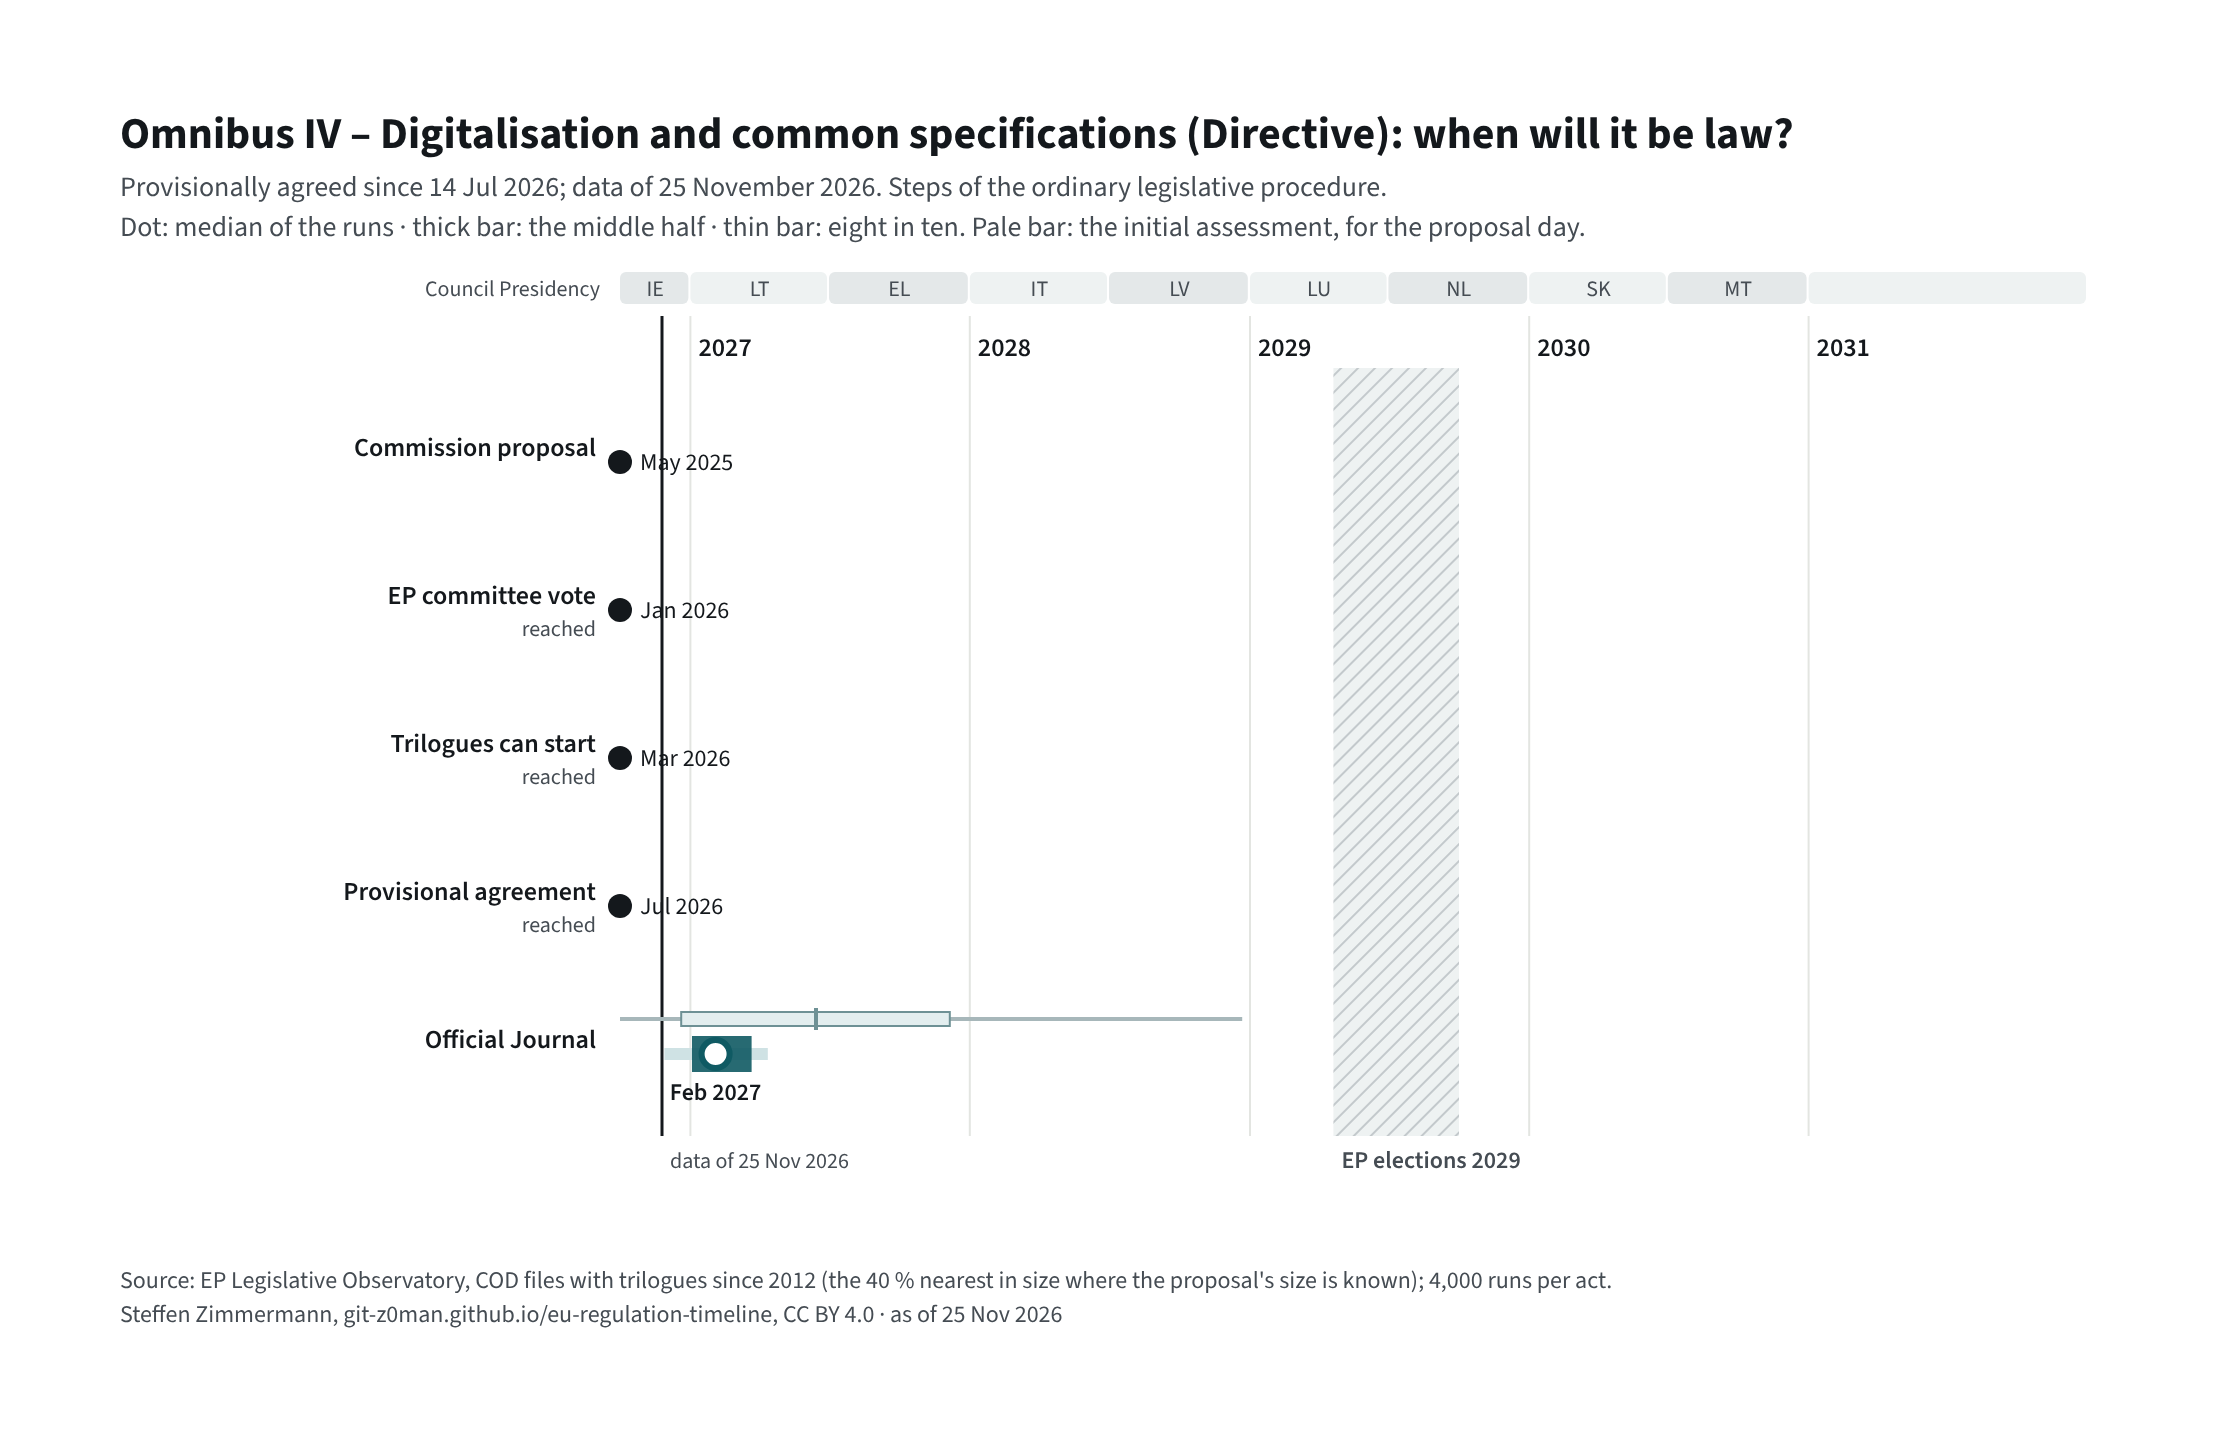 Omnibus IV – Digitalisation and common specifications (Directive): when will it be law?
Provisionally agreed since 14 Jul 2026; data of 25 November 2026. Steps of the ordinary legislative procedure.
Dot: median of the runs · thick bar: the middle half · thin bar: eight in ten. Pale bar: the initial assessment, for the proposal day.
Council Presidency IE LT EL IT LV LU NL SK MT
2027 2028 2029 2030 2031
Commission proposal
May 2025
EP committee vote
Jan 2026
reached
Trilogues can start
Mar 2026
reached
Provisional agreement
Jul 2026
reached
Official Journal
Feb 2027
data of 25 Nov 2026
EP elections 2029
Source: EP Legislative Observatory, COD files with trilogues since 2012 (the 40 % nearest in size where the proposal's size is known); 4,000 runs per act.
Steffen Zimmermann, git-z0man.github.io/eu-regulation-timeline, CC BY 4.0 · as of 25 Nov 2026